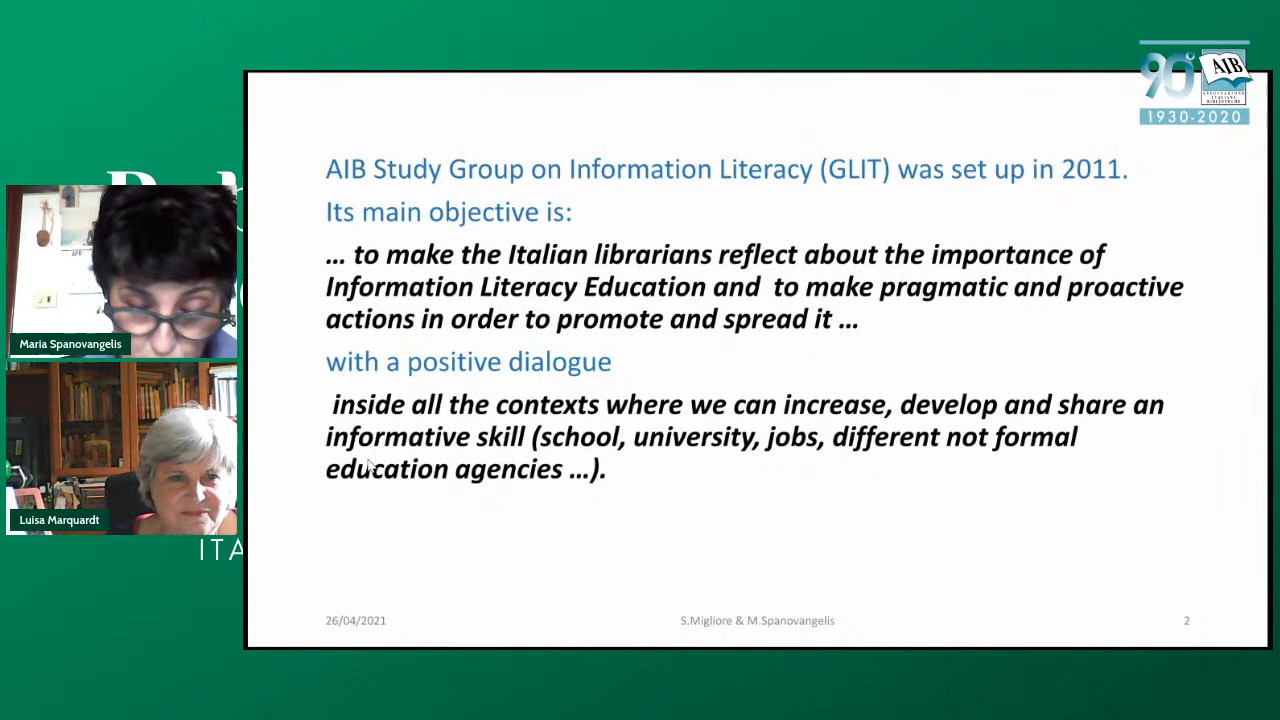 90°
AIB
ASSOCIAZIONE
ITALIANA
BIBLIOTECHE
1930-2020
AIB Study Group on Information Literacy (GLIT) was set up in 2011.
Its main objective is:
… to make the Italian librarians reflect about the importance of
Information Literacy Education and  to make pragmatic and proactive
actions in order to promote and spread it …
with a positive dialogue
inside all the contexts where we can increase, develop and share an
informative skill (school, university, jobs, different not formal
education agencies …).
Maria Spanovangelis
Luisa Marquardt
ITA
26/04/2021
S.Migliore & M.Spanovangelis
2